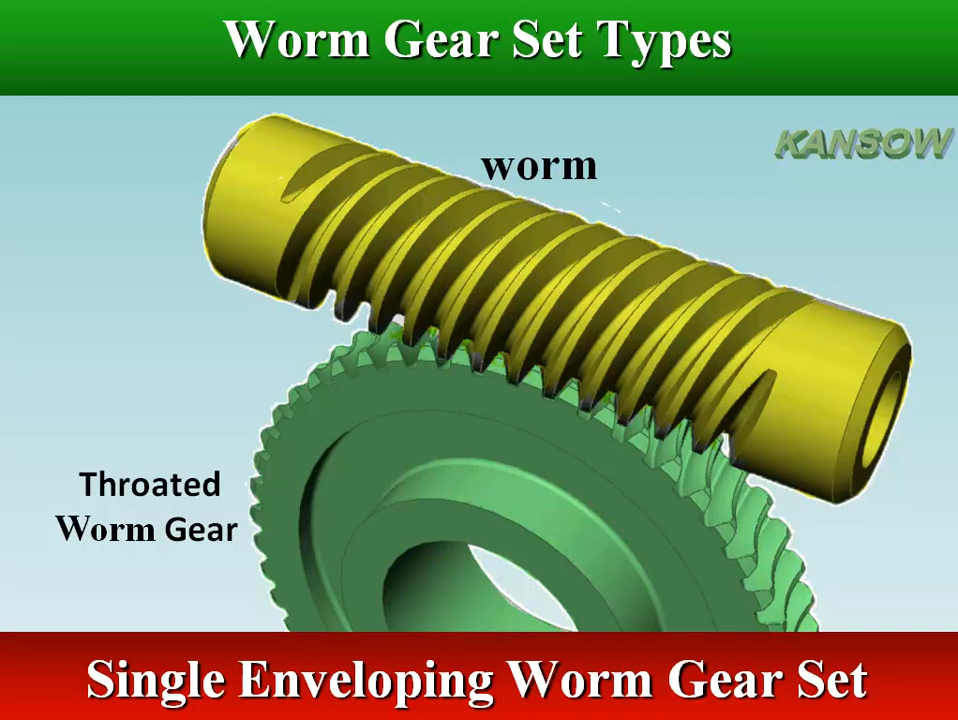 Worm Gear Set Types
KANSOW
worm
Throated
Worm Gear
Single Enveloping Worm Gear Set